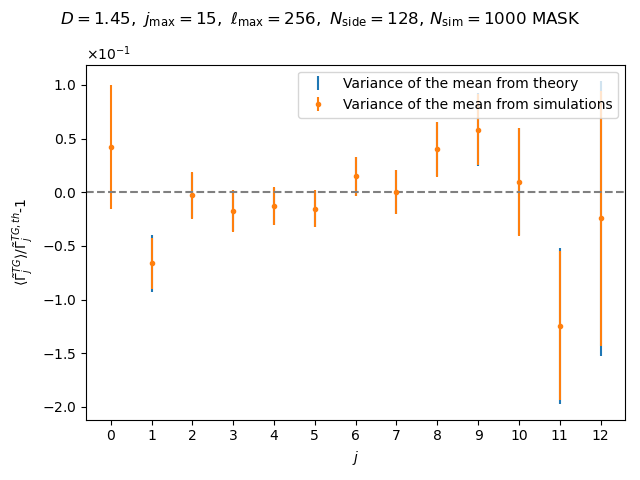 D = 1.45, j_max = 15, ℓ_max = 256, N_side = 128, N_sim = 1000 MASK
×10⁻¹
Variance of the mean from theory
Variance of the mean from simulations
1.0
0.5
0.0
−0.5
−1.0
−1.5
−2.0
⟨Γ̃_j^{TG}⟩/Γ̃_j^{TG,th}-1
0 1 2 3 4 5 6 7 8 9 10 11 12
j